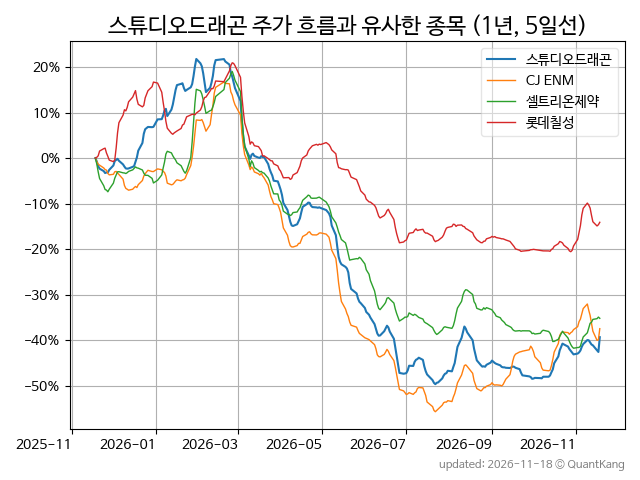 스튜디오드래곤 주가 흐름과 유사한 종목 (1년, 5일선)
스튜디오드래곤
CJ ENM
셀트리온제약
롯데칠성
20%
10%
0%
−10%
−20%
−30%
−40%
−50%
2025-11 2026-01 2026-03 2026-05 2026-07 2026-09 2026-11
updated: 2026-11-18 © QuantKang